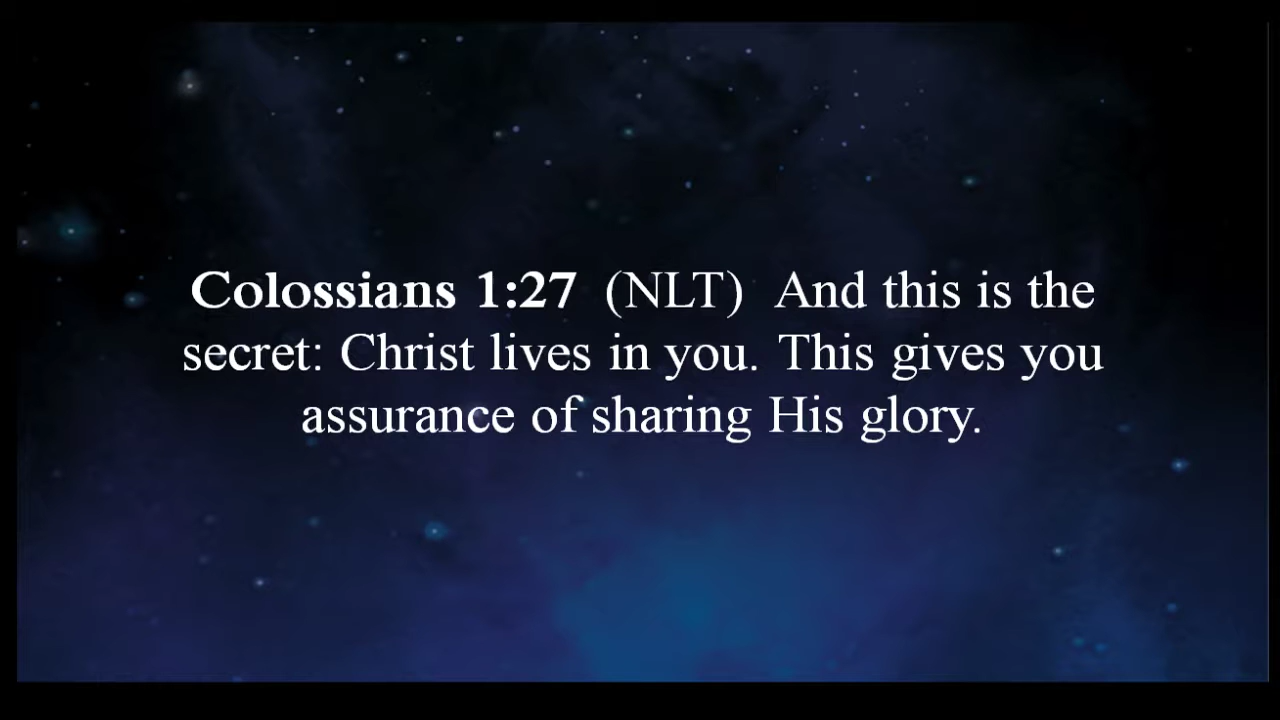 Colossians 1:27 (NLT) And this is the
secret: Christ lives in you. This gives you
assurance of sharing His glory.